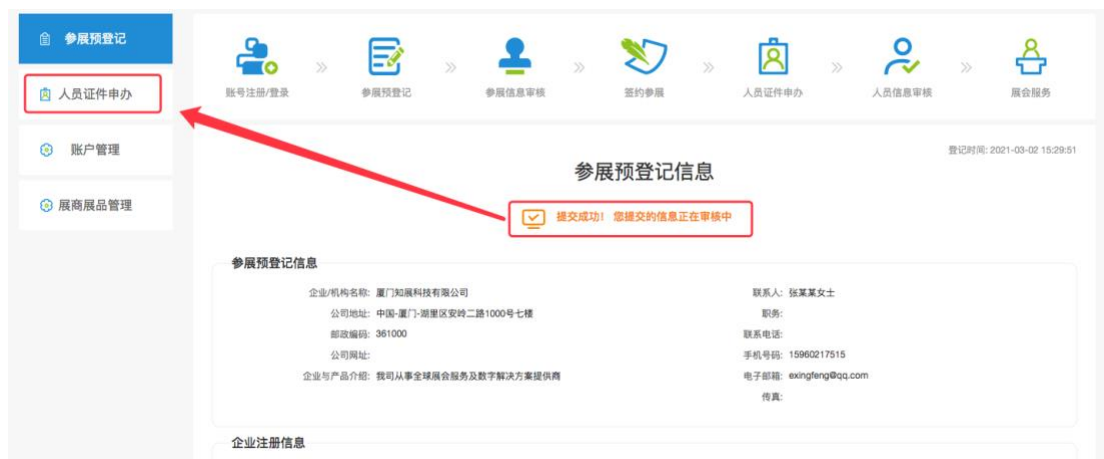 参展预登记
人员证件申办
账户管理
展商展品管理
账号注册/登录
参展预登记
参展信息审核
签约参展
人员证件申办
人员信息审核
展会服务
登记时间: 2021-03-02 15:29:51
参展预登记信息
提交成功！ 您提交的信息正在审核中
参展预登记信息
企业/机构名称: 厦门知展科技有限公司
公司地址: 中国-厦门-湖里区安岭二路1000号七楼
邮政编码: 361000
公司网址:
企业与产品介绍: 我司从事全球展会服务及数字解决方案提供商
联系人: 张某某女士
职务:
联系电话:
手机号码: 15960217515
电子邮箱: exingfeng@qq.com
传真:
企业注册信息